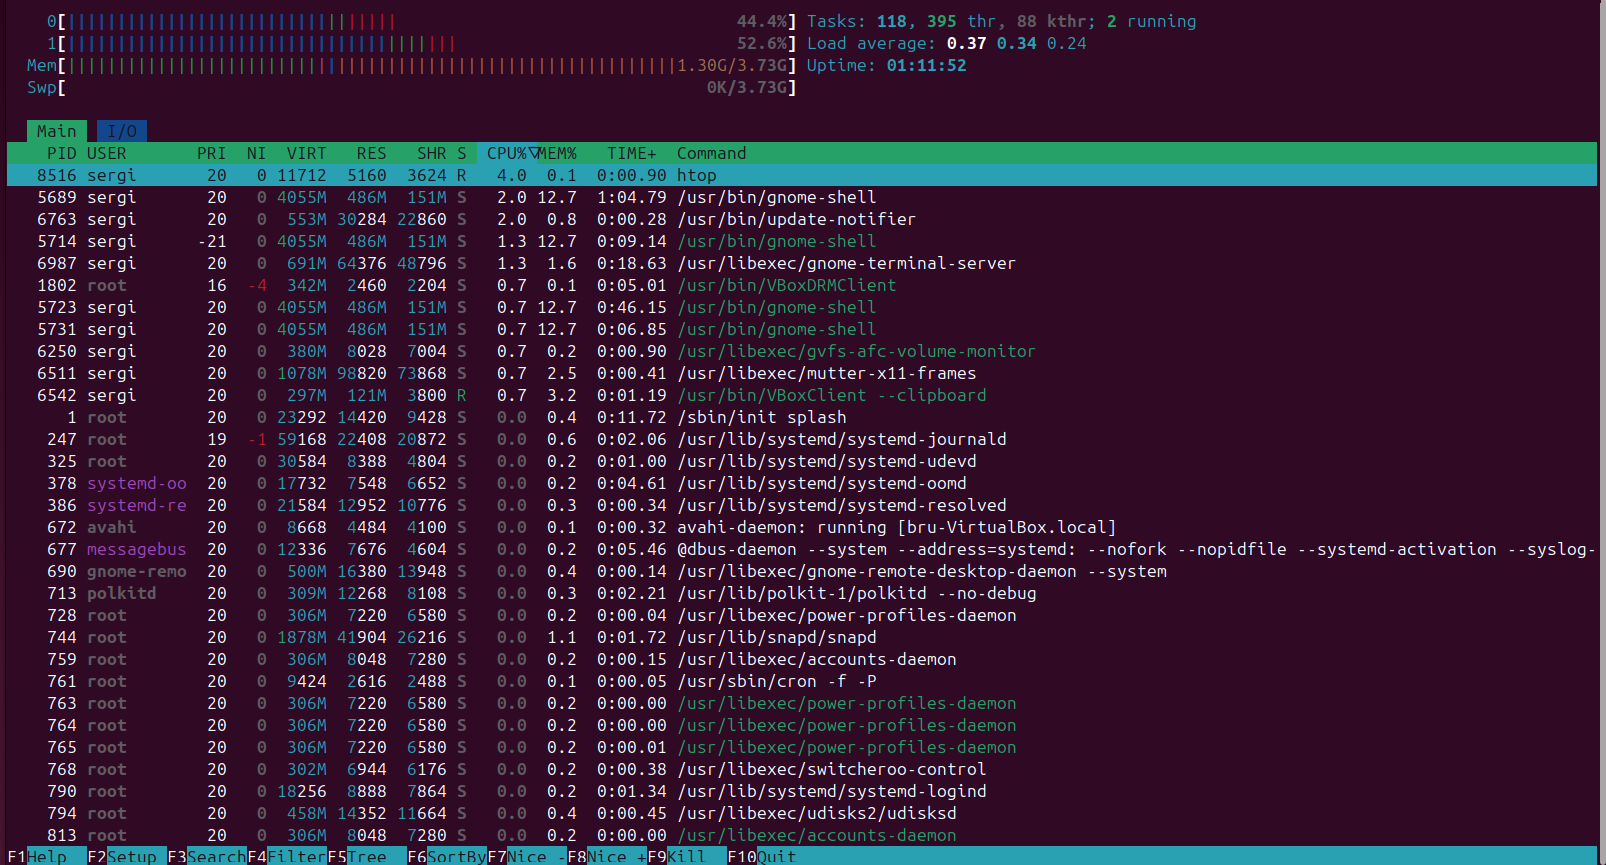 0[|||||||||||||||||||||||||||||||||                                  44.4%] Tasks: 118, 395 thr, 88 kthr; 2 running
1[|||||||||||||||||||||||||||||||||||||||                            52.6%] Load average: 0.37 0.34 0.24
Mem[|||||||||||||||||||||||||||||||||||||||||||||||||||||||||||||1.30G/3.73G] Uptime: 01:11:52
Swp[                                                                0K/3.73G]
Main I/O
PID USER PRI NI VIRT RES SHR S CPU%▽MEM% TIME+ Command
8516 sergi 20 0 11712 5160 3624 R 4.0 0.1 0:00.90 htop
5689 sergi 20 0 4055M 486M 151M S 2.0 12.7 1:04.79 /usr/bin/gnome-shell
6763 sergi 20 0 553M 30284 22860 S 2.0 0.8 0:00.28 /usr/bin/update-notifier
5714 sergi -21 0 4055M 486M 151M S 1.3 12.7 0:09.14 /usr/bin/gnome-shell
6987 sergi 20 0 691M 64376 48796 S 1.3 1.6 0:18.63 /usr/libexec/gnome-terminal-server
1802 root 16 -4 342M 2460 2204 S 0.7 0.1 0:05.01 /usr/bin/VBoxDRMClient
5723 sergi 20 0 4055M 486M 151M S 0.7 12.7 0:46.15 /usr/bin/gnome-shell
5731 sergi 20 0 4055M 486M 151M S 0.7 12.7 0:06.85 /usr/bin/gnome-shell
6250 sergi 20 0 380M 8028 7004 S 0.7 0.2 0:00.90 /usr/libexec/gvfs-afc-volume-monitor
6511 sergi 20 0 1078M 98820 73868 S 0.7 2.5 0:00.41 /usr/libexec/mutter-x11-frames
6542 sergi 20 0 297M 121M 3800 R 0.7 3.2 0:01.19 /usr/bin/VBoxClient --clipboard
1 root 20 0 23292 14420 9428 S 0.0 0.4 0:11.72 /sbin/init splash
247 root 19 -1 59168 22408 20872 S 0.0 0.6 0:02.06 /usr/lib/systemd/systemd-journald
325 root 20 0 30584 8388 4804 S 0.0 0.2 0:01.00 /usr/lib/systemd/systemd-udevd
378 systemd-oo 20 0 17732 7548 6652 S 0.0 0.2 0:04.61 /usr/lib/systemd/systemd-oomd
386 systemd-re 20 0 21584 12952 10776 S 0.0 0.3 0:00.34 /usr/lib/systemd/systemd-resolved
672 avahi 20 0 8668 4484 4100 S 0.0 0.1 0:00.32 avahi-daemon: running [bru-VirtualBox.local]
677 messagebus 20 0 12336 7676 4604 S 0.0 0.2 0:05.46 @dbus-daemon --system --address=systemd: --nofork --nopidfile --systemd-activation --syslog-
690 gnome-remo 20 0 500M 16380 13948 S 0.0 0.4 0:00.14 /usr/libexec/gnome-remote-desktop-daemon --system
713 polkitd 20 0 309M 12268 8108 S 0.0 0.3 0:02.21 /usr/lib/polkit-1/polkitd --no-debug
728 root 20 0 306M 7220 6580 S 0.0 0.2 0:00.04 /usr/libexec/power-profiles-daemon
744 root 20 0 1878M 41904 26216 S 0.0 1.1 0:01.72 /usr/lib/snapd/snapd
759 root 20 0 306M 8048 7280 S 0.0 0.2 0:00.15 /usr/libexec/accounts-daemon
761 root 20 0 9424 2616 2488 S 0.0 0.1 0:00.05 /usr/sbin/cron -f -P
763 root 20 0 306M 7220 6580 S 0.0 0.2 0:00.00 /usr/libexec/power-profiles-daemon
764 root 20 0 306M 7220 6580 S 0.0 0.2 0:00.00 /usr/libexec/power-profiles-daemon
765 root 20 0 306M 7220 6580 S 0.0 0.2 0:00.01 /usr/libexec/power-profiles-daemon
768 root 20 0 302M 6944 6176 S 0.0 0.2 0:00.38 /usr/libexec/switcheroo-control
790 root 20 0 18256 8888 7864 S 0.0 0.2 0:01.34 /usr/lib/systemd/systemd-logind
794 root 20 0 458M 14352 11664 S 0.0 0.4 0:00.45 /usr/libexec/udisks2/udisksd
813 root 20 0 306M 8048 7280 S 0.0 0.2 0:00.00 /usr/libexec/accounts-daemon
F1Help F2Setup F3SearchF4FilterF5Tree F6SortByF7Nice -F8Nice +F9Kill F10Quit